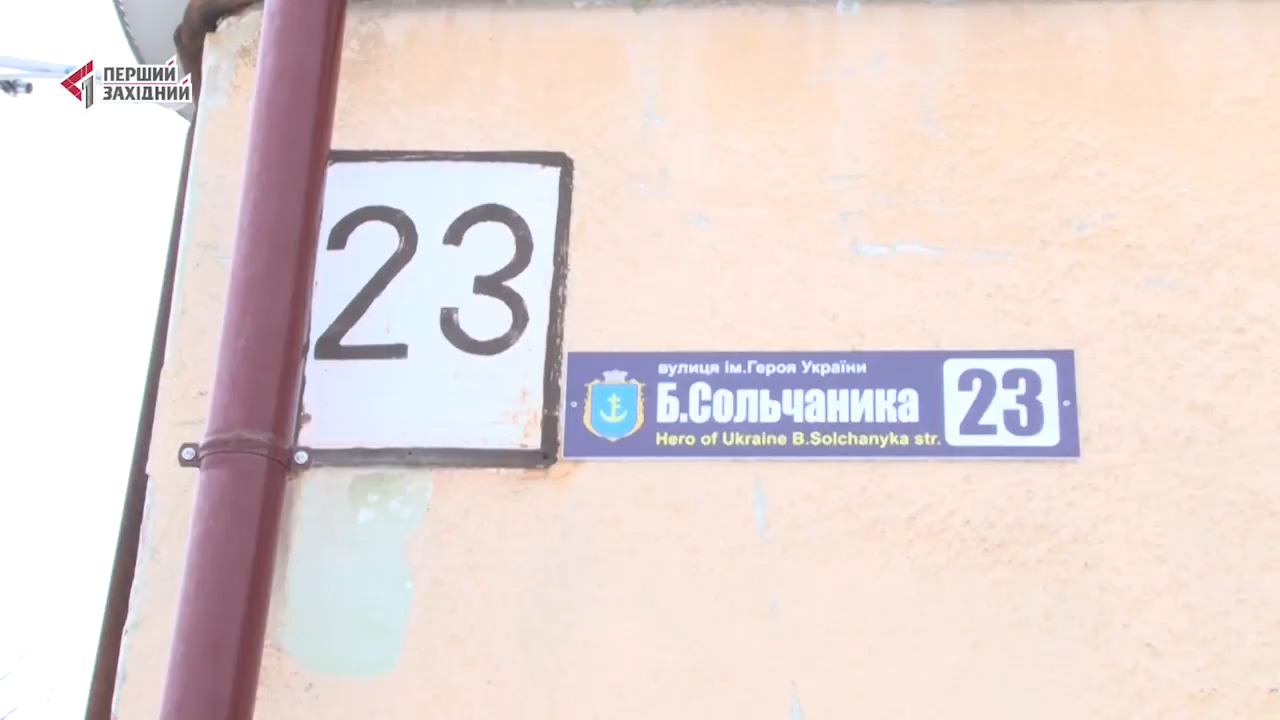 ПЕРШИЙ
ЗАХІДНИЙ
23
вулиця ім.Героя України
Б.Сольчаника
Hero of Ukraine B.Solchanyka str.
23